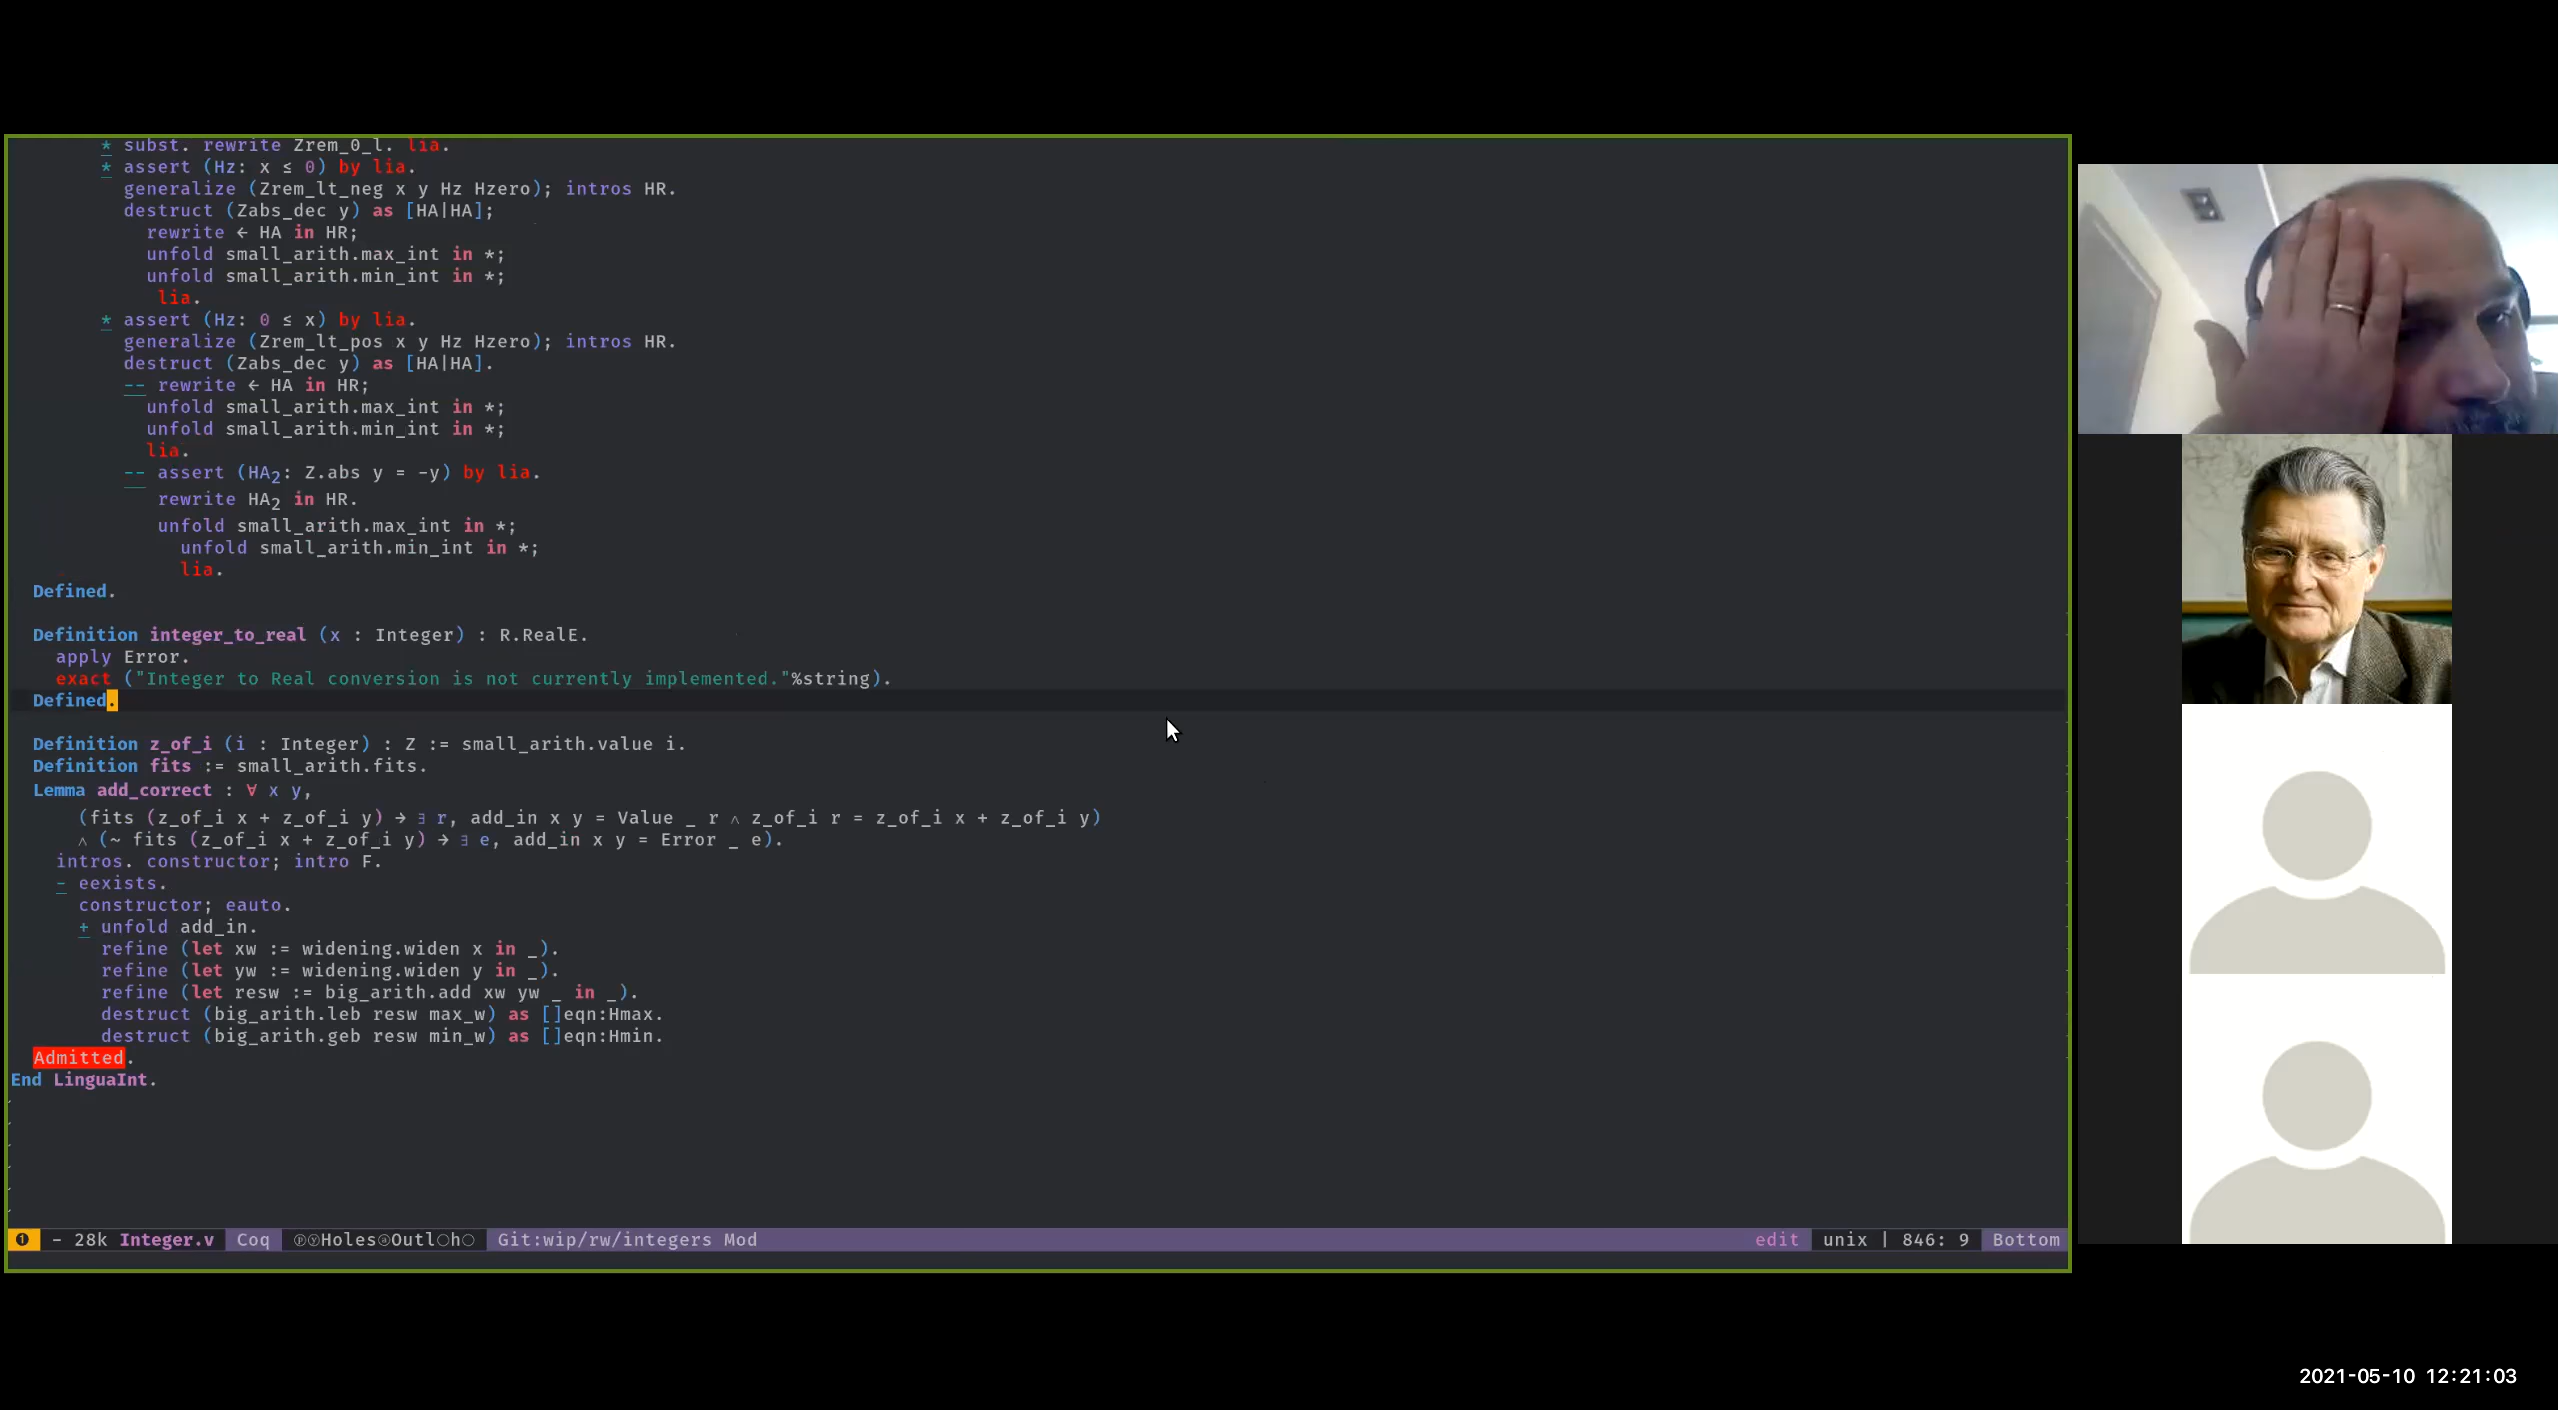 * subst. rewrite Zrem_0_l. lia.
* assert (Hz: x ≤ 0) by lia.
generalize (Zrem_lt_neg x y Hz Hzero); intros HR.
destruct (Zabs_dec y) as [HA|HA];
rewrite ← HA in HR;
unfold small_arith.max_int in *;
unfold small_arith.min_int in *;
lia.
* assert (Hz: 0 ≤ x) by lia.
generalize (Zrem_lt_pos x y Hz Hzero); intros HR.
destruct (Zabs_dec y) as [HA|HA].
-- rewrite ← HA in HR;
unfold small_arith.max_int in *;
unfold small_arith.min_int in *;
lia.
-- assert (HA₂: Z.abs y = -y) by lia.
rewrite HA₂ in HR.
unfold small_arith.max_int in *;
unfold small_arith.min_int in *;
lia.
Defined.
Definition integer_to_real (x : Integer) : R.RealE.
apply Error.
exact ("Integer to Real conversion is not currently implemented."%string).
Defined.
Definition z_of_i (i : Integer) : Z := small_arith.value i.
Definition fits := small_arith.fits.
Lemma add_correct : ∀ x y,
(fits (z_of_i x + z_of_i y) → ∃ r, add_in x y = Value _ r ∧ z_of_i r = z_of_i x + z_of_i y)
∧ (~ fits (z_of_i x + z_of_i y) → ∃ e, add_in x y = Error _ e).
intros. constructor; intro F.
- eexists.
constructor; eauto.
+ unfold add_in.
refine (let xw := widening.widen x in _).
refine (let yw := widening.widen y in _).
refine (let resw := big_arith.add xw yw _ in _).
destruct (big_arith.leb resw max_w) as []eqn:Hmax.
destruct (big_arith.geb resw min_w) as []eqn:Hmin.
Admitted.
End LinguaInt.
❶ - 28k Integer.v Coq ⓟⓨHolesⓐOutl○h○ Git:wip/rw/integers Mod edit unix | 846: 9 Bottom
2021-05-10 12:21:03